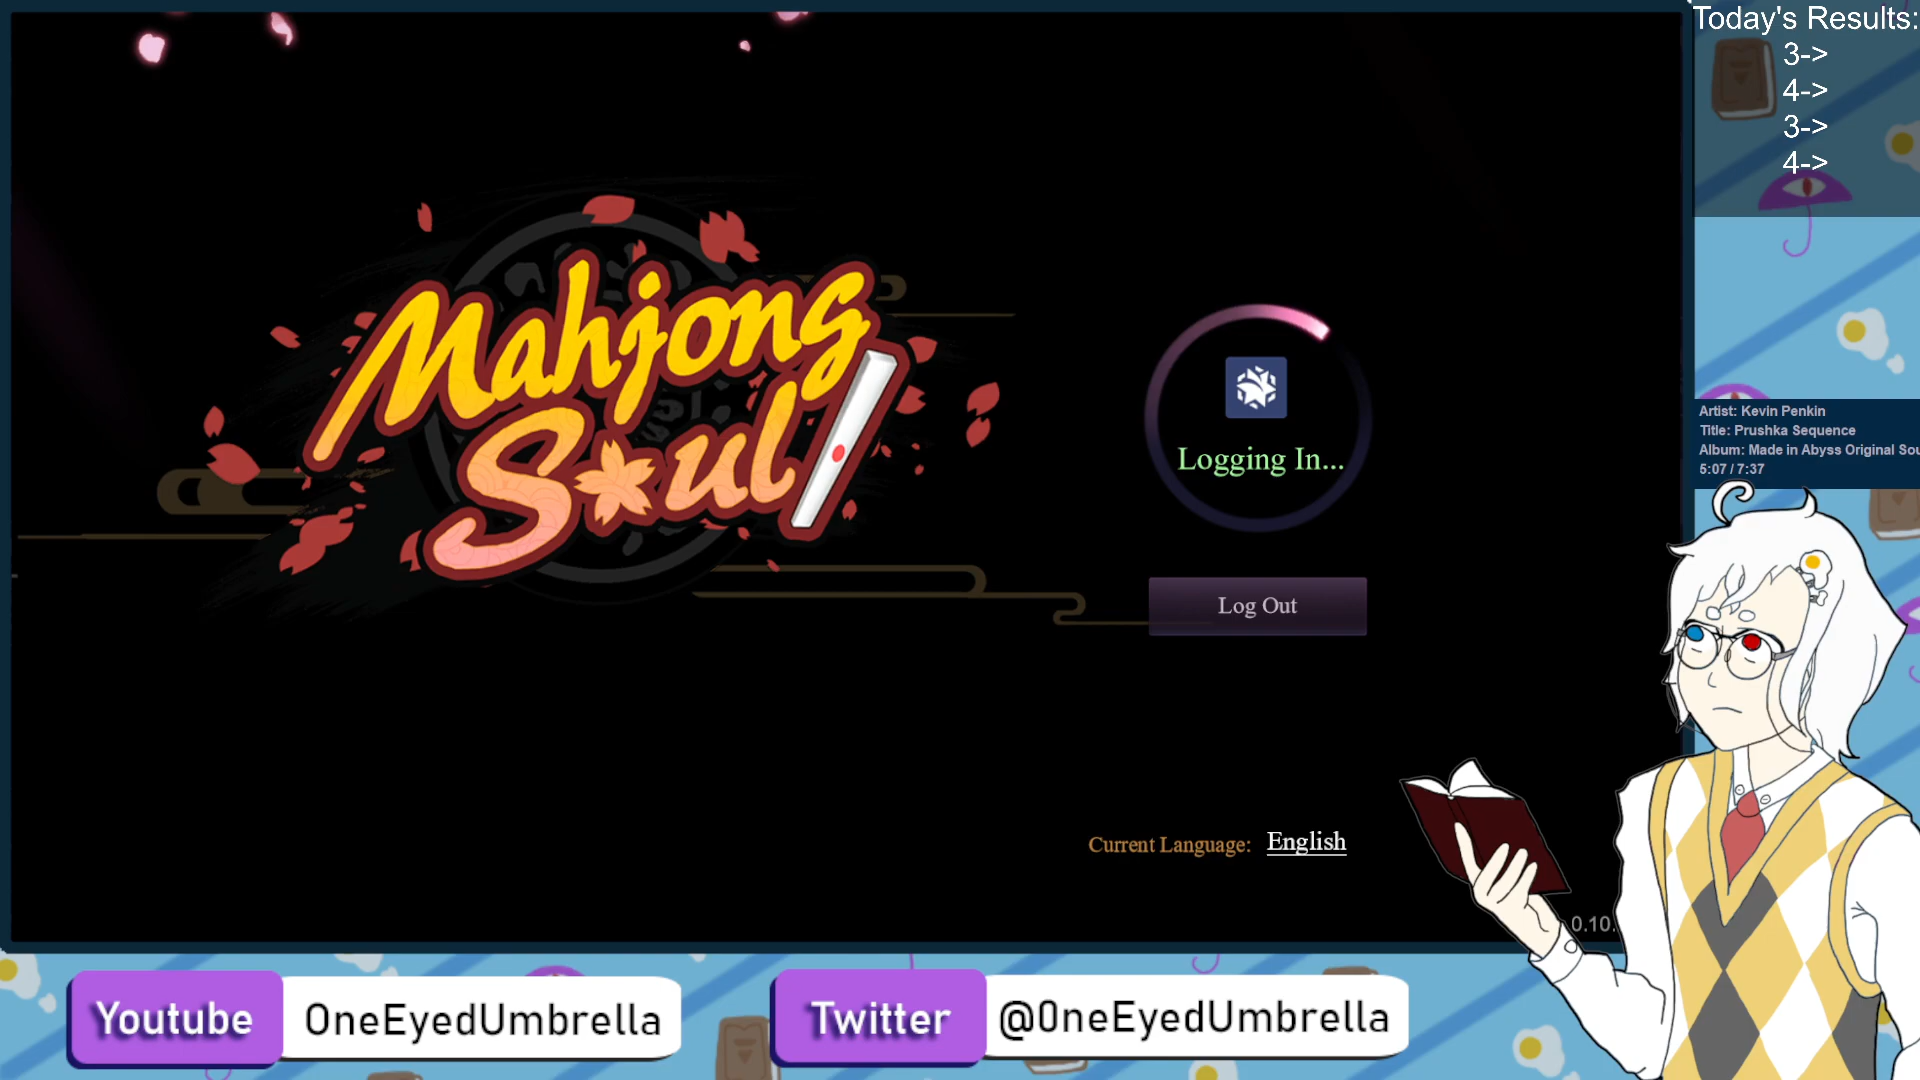 Today's Results:
3->
4->
3->
4->
Mahjong
Soul
Logging In...
Log Out
Artist: Kevin Penkin
Title: Prushka Sequence
Album: Made in Abyss Original Sou
5:07 / 7:37
Current Language: English
0.10.
Youtube OneEyedUmbrella
Twitter @0neEyedUmbrella